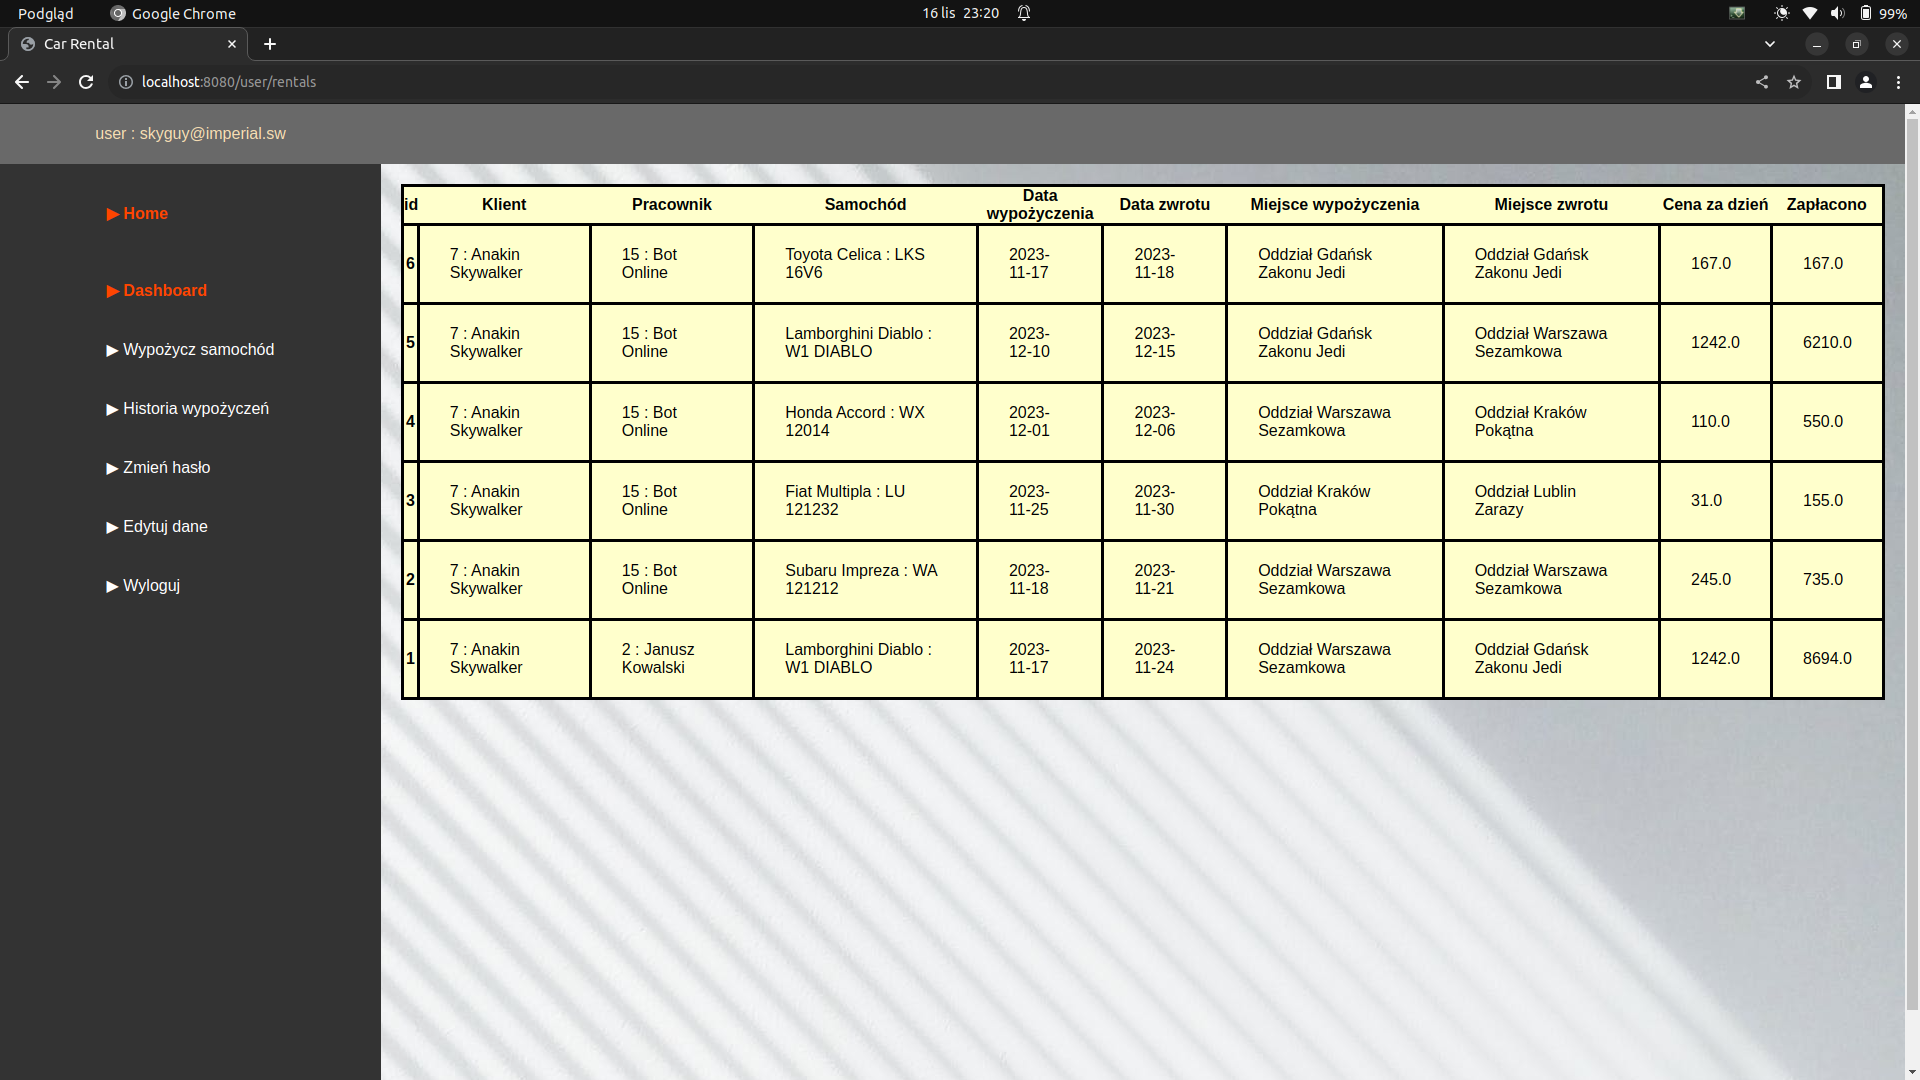 Podgląd Google Chrome 16 lis 23:20 99%
Car Rental
localhost:8080/user/rentals
user : skyguy@imperial.sw
▶ Home
▶ Dashboard
▶ Wypożycz samochód
▶ Historia wypożyczeń
▶ Zmień hasło
▶ Edytuj dane
▶ Wyloguj
id Klient Pracownik Samochód Data wypożyczenia Data zwrotu Miejsce wypożyczenia Miejsce zwrotu Cena za dzień Zapłacono
6 7 : Anakin Skywalker 15 : Bot Online Toyota Celica : LKS 16V6 2023-11-17 2023-11-18 Oddział Gdańsk Zakonu Jedi Oddział Gdańsk Zakonu Jedi 167.0 167.0
5 7 : Anakin Skywalker 15 : Bot Online Lamborghini Diablo : W1 DIABLO 2023-12-10 2023-12-15 Oddział Gdańsk Zakonu Jedi Oddział Warszawa Sezamkowa 1242.0 6210.0
4 7 : Anakin Skywalker 15 : Bot Online Honda Accord : WX 12014 2023-12-01 2023-12-06 Oddział Warszawa Sezamkowa Oddział Kraków Pokątna 110.0 550.0
3 7 : Anakin Skywalker 15 : Bot Online Fiat Multipla : LU 121232 2023-11-25 2023-11-30 Oddział Kraków Pokątna Oddział Lublin Zarazy 31.0 155.0
2 7 : Anakin Skywalker 15 : Bot Online Subaru Impreza : WA 121212 2023-11-18 2023-11-21 Oddział Warszawa Sezamkowa Oddział Warszawa Sezamkowa 245.0 735.0
1 7 : Anakin Skywalker 2 : Janusz Kowalski Lamborghini Diablo : W1 DIABLO 2023-11-17 2023-11-24 Oddział Warszawa Sezamkowa Oddział Gdańsk Zakonu Jedi 1242.0 8694.0